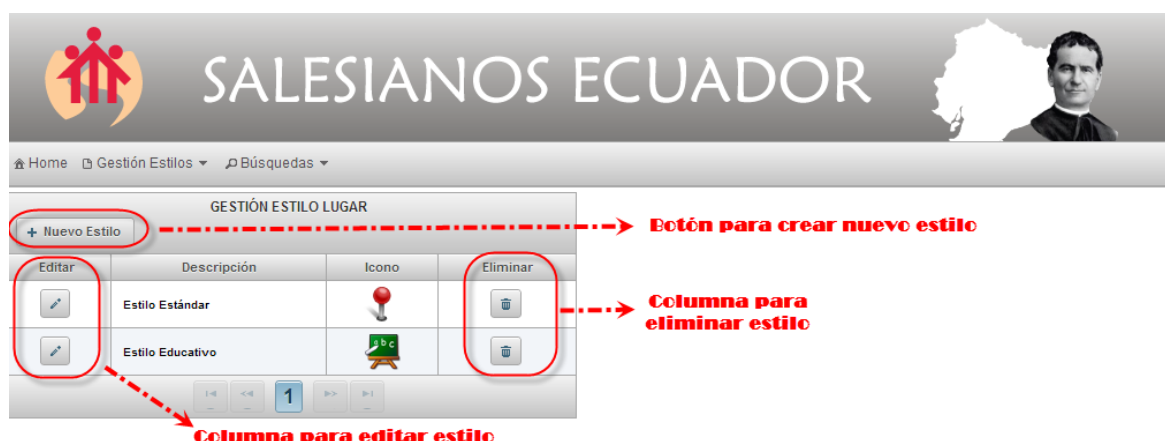 SALESIANOS ECUADOR
Home Gestión Estilos Búsquedas
GESTIÓN ESTILO LUGAR
+ Nuevo Estilo
Botón para crear nuevo estilo
Editar Descripción Icono Eliminar
Estilo Estándar
Columna para
eliminar estilo
abc
Estilo Educativo
1
Columna para editar estilo